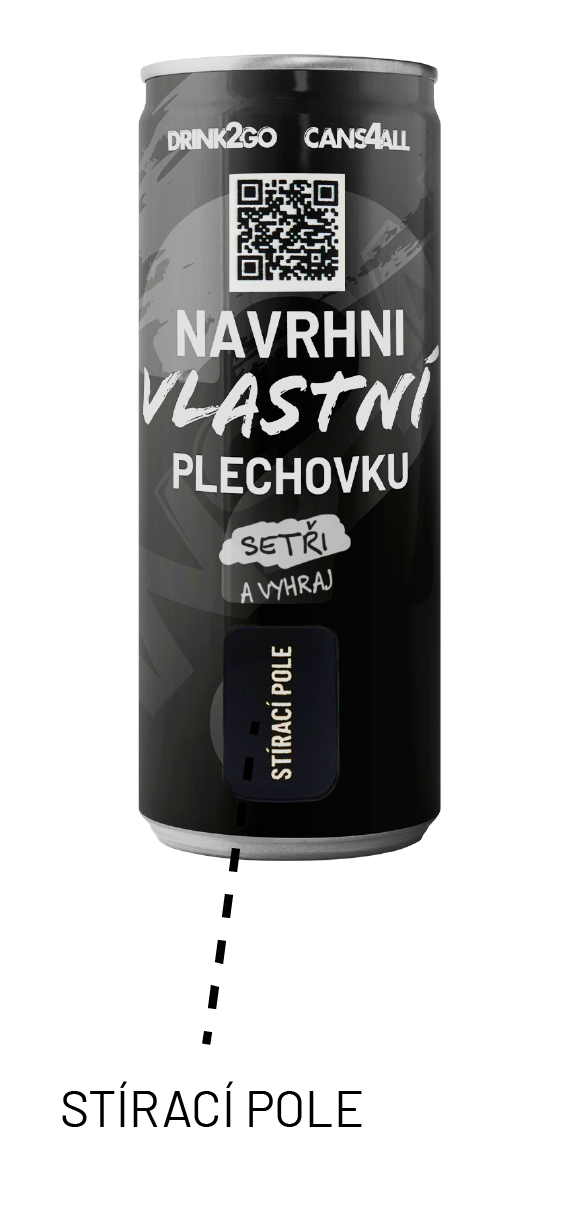 DRINK2GO CANS4ALL
NAVRHNI
VLASTNÍ
PLECHOVKU
SETŘI
A VYHRAJ
STÍRACÍ POLE
STÍRACÍ POLE